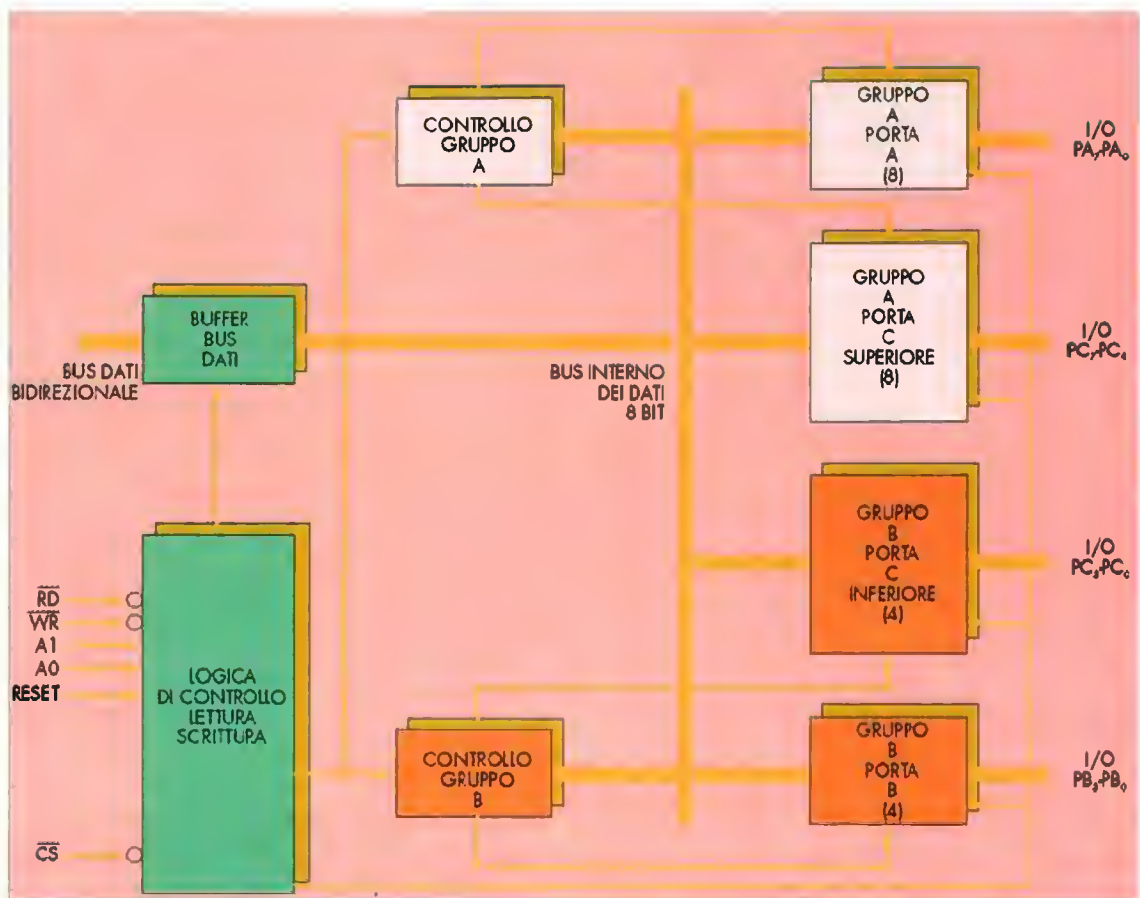 CONTROLLO
GRUPPO
A
GRUPPO
A
PORTA
A
(8)
I/O
PA₇-PA₀
GRUPPO
A
PORTA
C
SUPERIORE
(8)
I/O
PC₇-PC₄
BUFFER
BUS
DATI
BUS DATI
BIDIREZIONALE
BUS INTERNO
DEI DATI
8 BIT
GRUPPO
B
PORTA
C
INFERIORE
(4)
I/O
PC₃-PC₀
RD
WR
A1
A0
RESET
CS
LOGICA
DI CONTROLLO
LETTURA
SCRITTURA
CONTROLLO
GRUPPO
B
GRUPPO
B
PORTA
B
(4)
I/O
PB₃-PB₀